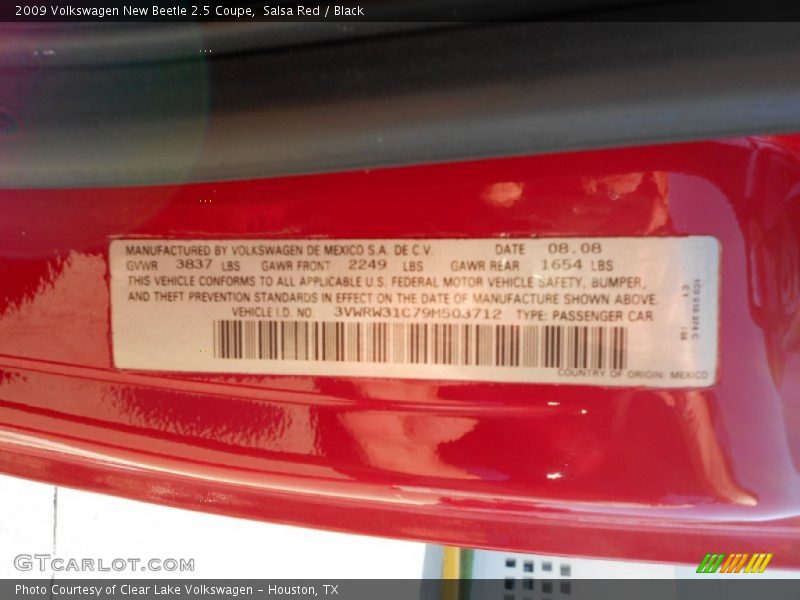 2009 Volkswagen New Beetle 2.5 Coupe, Salsa Red / Black
MANUFACTURED BY VOLKSWAGEN DE MEXICO S.A. DE C.V. DATE 08.08
GVWR 3837 LBS GAWR FRONT 2249 LBS GAWR REAR 1654 LBS
THIS VEHICLE CONFORMS TO ALL APPLICABLE U.S. FEDERAL MOTOR VEHICLE SAFETY, BUMPER,
AND THEFT PREVENTION STANDARDS IN EFFECT ON THE DATE OF MANUFACTURE SHOWN ABOVE.
VEHICLE I.D. NO. 3VWRW31C79M503712 TYPE: PASSENGER CAR
COUNTRY OF ORIGIN: MEXICO
GTCARLOT.COM
Photo Courtesy of Clear Lake Volkswagen - Houston, TX